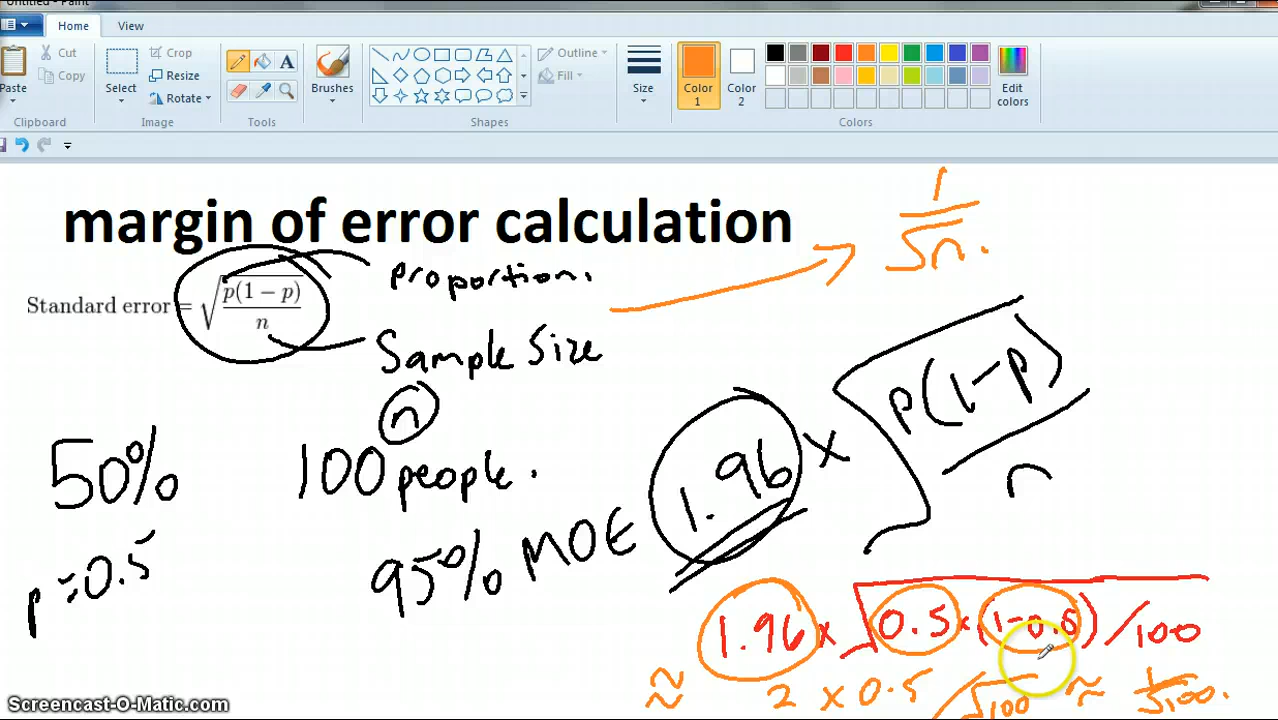 Untitled - Paint
Home View
Cut
Copy
Paste
Clipboard
Select
Crop
Resize
Rotate
Image
A
Tools
Brushes
Outline
Fill
Shapes
Size
Color 1
Color 2
Edit colors
Colors
margin of error calculation
1/√n.
Standard error = √(p(1 − p)/n)
proportion.
Sample Size
n
50%
100 people.
1.96 × √(p(1-p)/n)
p=0.5
95% MOE
1.96 × √0.5 × (1-0.5) / 100
≈ 2 × 0.5 / √100 ≈ 1/√100.
Screencast-O-Matic.com